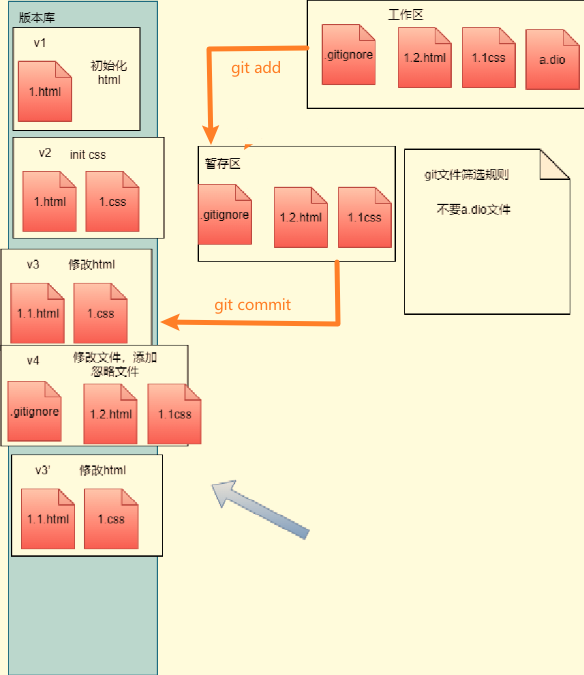 版本库
v1
初始化
html
1.html
v2
init css
1.html
1.css
v3
修改html
1.1.html
1.css
v4
修改文件，添加
忽略文件
.gitignore
1.2.html
1.1css
v3'
修改html
1.1.html
1.css
工作区
.gitignore
1.2.html
1.1css
a.dio
git add
暂存区
.gitignore
1.2.html
1.1css
git commit
git文件筛选规则
不要a.dio文件